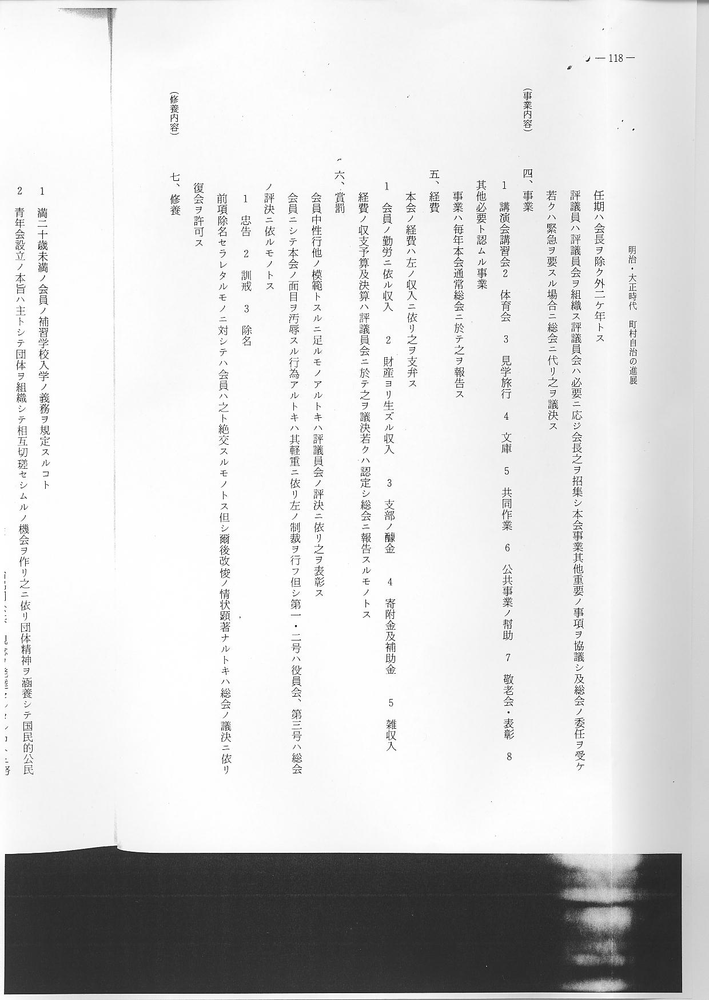 ― 118 ―
明治・大正時代　町村自治の進展
任期ハ会長ヲ除ク外二ケ年トス
評議員ハ評議員会ヲ組織ス評議員会ハ必要ニ応ジ会長之ヲ招集シ本会事業其他重要ノ事項ヲ協議シ及総会ノ委任ヲ受ケ
若クハ緊急ヲ要スル場合ニ総会ニ代リ之ヲ議決ス
（事業内容）
四、事業
1　講演会講習会2　体育会　3　見学旅行　4　文庫　5　共同作業　6　公共事業ノ幇助　7　敬老会・表彰　8
其他必要ト認ムル事業
事業ハ毎年本会通常総会ニ於テ之ヲ報告ス
五、経費
本会ノ経費ハ左ノ収入ニ依リ之ヲ支弁ス
1　会員ノ勤労ニ依ル収入　2　財産ヨリ生ズル収入　3　支部ノ醵金　4　寄附金及補助金　5　雑収入
経費ノ収支予算及決算ハ評議員会ニ於テ之ヲ議決若クハ認定シ総会ニ報告スルモノトス
六、賞罰
会員中性行他ノ模範トスルニ足ルモノアルトキハ評議員会ノ評決ニ依リ之ヲ表彰ス
会員ニシテ本会ノ面目ヲ汚辱スル行為アルトキハ其軽重ニ依リ左ノ制裁ヲ行フ但シ第一・二号ハ役員会、第三号ハ総会
ノ評決ニ依ルモノトス
1　忠告　2　訓戒　3　除名
前項除名セラレタルモノニ対シテハ会員ハ之ト絶交スルモノトス但シ爾後改悛ノ情状顕著ナルトキハ総会ノ議決ニ依リ
復会ヲ許可ス
（修養内容）
七、修養
1　満二十歳未満ノ会員ノ補習学校入学ノ義務ヲ規定スルコト
2　青年会設立ノ本旨ハ主トシテ団体ヲ組織シテ相互切瑳セシムルノ機会ヲ作リ之ニ依リ団体精神ヲ涵養シテ国民的公民